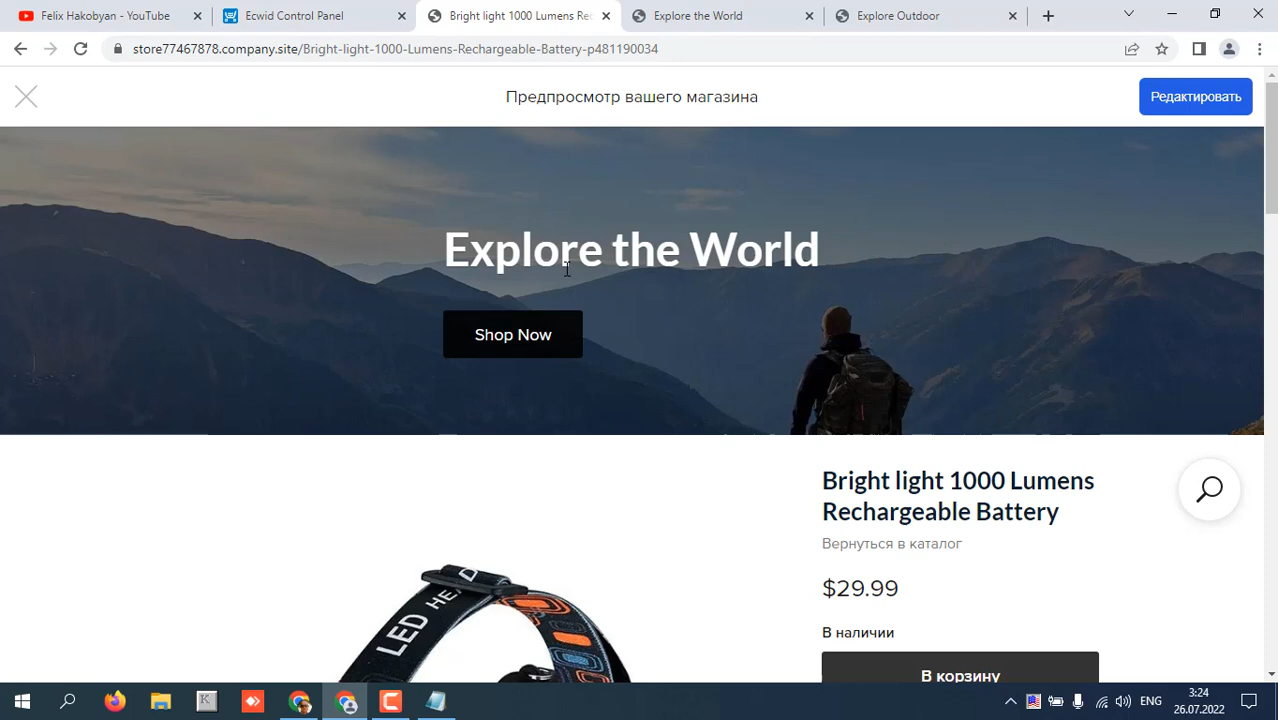 Felix Hakobyan - YouTube
Ecwid Control Panel
Bright light 1000 Lumens Rec
Explore the World
Explore Outdoor
store77467878.company.site/Bright-light-1000-Lumens-Rechargeable-Battery-p481190034
Предпросмотр вашего магазина
Редактировать
Explore the World
Shop Now
Bright light 1000 Lumens
Rechargeable Battery
Вернуться в каталог
$29.99
В наличии
В корзину
LED HEAD
ENG
3:24
26.07.2022